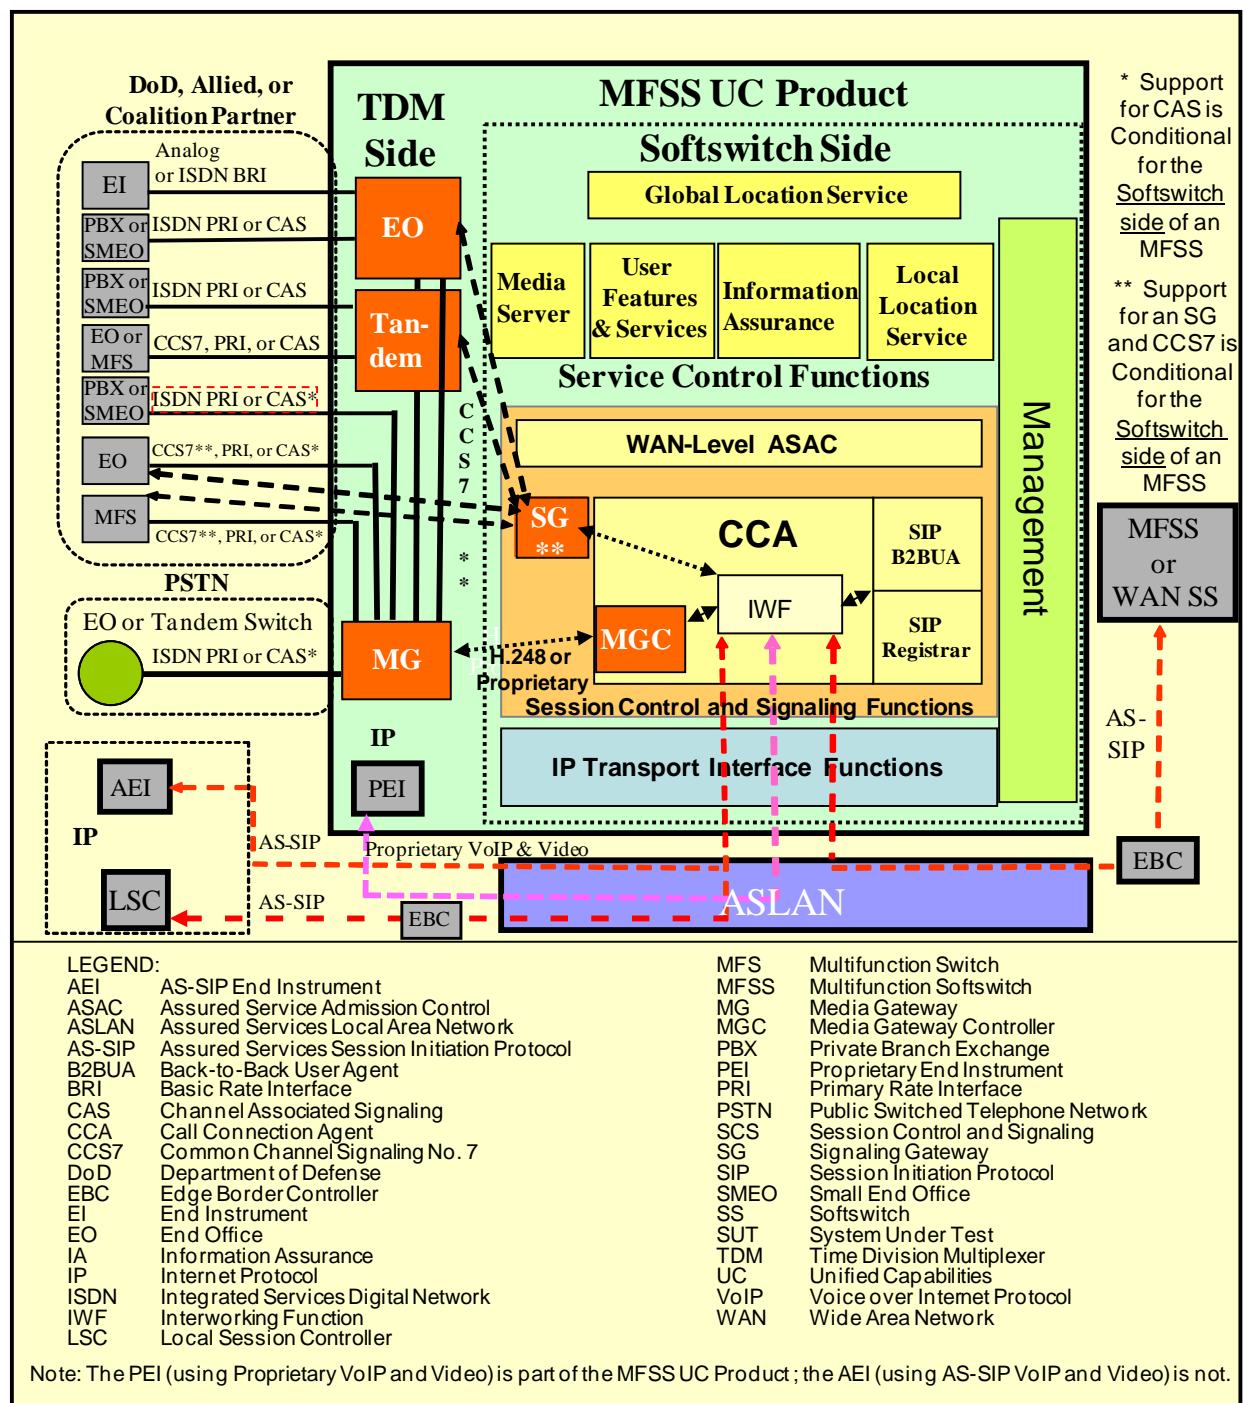 DoD, Allied, or
Coalition Partner
TDM
Side
MFSS UC Product
Softswitch Side
Global Location Service
Analog
or ISDN BRI
EI
PBX or
SMEO
ISDN PRI or CAS
PBX or
SMEO
ISDN PRI or CAS
EO or
MFS
CCS7, PRI, or CAS
PBX or
SMEO
ISDN PRI or CAS*
EO
CCS7**, PRI, or CAS*
MFS
CCS7**, PRI, or CAS*
EO
Tan-
dem
C
C
S
7
*
*
Media
Server
User
Features
& Services
Information
Assurance
Local
Location
Service
Service Control Functions
WAN-Level ASAC
SG
**
CCA
SIP
B2BUA
IWF
MGC
SIP
Registrar
Session Control and Signaling Functions
H.248 or
Proprietary
Management
IP Transport Interface Functions
PSTN
EO or Tandem Switch
ISDN PRI or CAS*
MG
IP
PEI
AEI
IP
LSC
AS-SIP
Proprietary VoIP & Video
AS-SIP
EBC
ASLAN
* Support
for CAS is
Conditional
for the
Softswitch
side of an
MFSS
** Support
for an SG
and CCS7 is
Conditional
for the
Softswitch
side of an
MFSS
MFSS
or
WAN SS
AS-
SIP
EBC
LEGEND:
AEI AS-SIP End Instrument
ASAC Assured Service Admission Control
ASLAN Assured Services Local Area Network
AS-SIP Assured Services Session Initiation Protocol
B2BUA Back-to-Back User Agent
BRI Basic Rate Interface
CAS Channel Associated Signaling
CCA Call Connection Agent
CCS7 Common Channel Signaling No. 7
DoD Department of Defense
EBC Edge Border Controller
EI End Instrument
EO End Office
IA Information Assurance
IP Internet Protocol
ISDN Integrated Services Digital Network
IWF Interworking Function
LSC Local Session Controller
MFS Multifunction Switch
MFSS Multifunction Softswitch
MG Media Gateway
MGC Media Gateway Controller
PBX Private Branch Exchange
PEI Proprietary End Instrument
PRI Primary Rate Interface
PSTN Public Switched Telephone Network
SCS Session Control and Signaling
SG Signaling Gateway
SIP Session Initiation Protocol
SMEO Small End Office
SS Softswitch
SUT System Under Test
TDM Time Division Multiplexer
UC Unified Capabilities
VoIP Voice over Internet Protocol
WAN Wide Area Network
Note: The PEI (using Proprietary VoIP and Video) is part of the MFSS UC Product; the AEI (using AS-SIP VoIP and Video) is not.